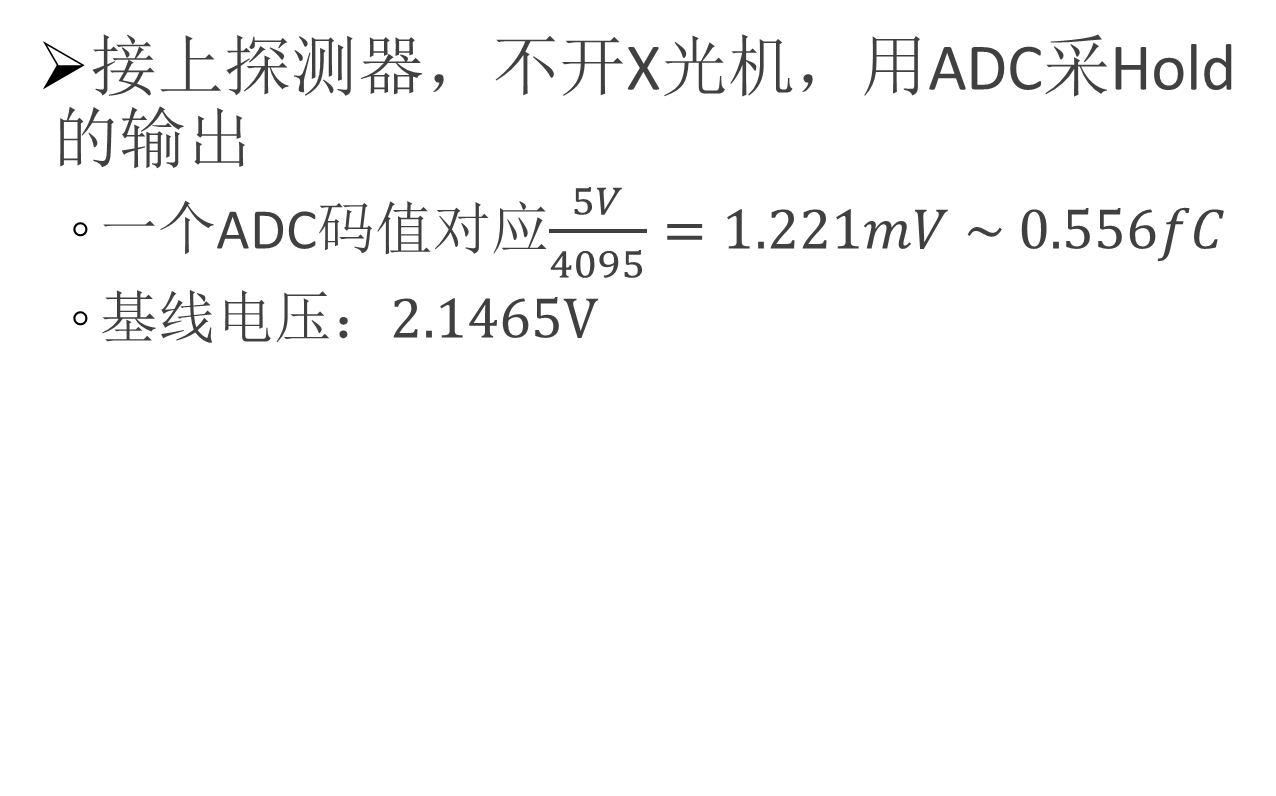 ➢接上探测器，不开X光机，用ADC采Hold
的输出
◦一个ADC码值对应5V/4095 = 1.221mV ~ 0.556fC
◦基线电压：2.1465V